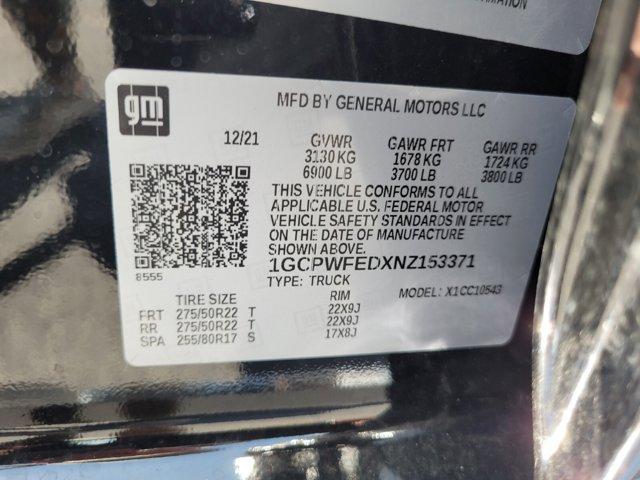 gm
MFD BY GENERAL MOTORS LLC
12/21 GVWR GAWR FRT GAWR RR
3130 KG 1678 KG 1724 KG
6900 LB 3700 LB 3800 LB
THIS VEHICLE CONFORMS TO ALL
APPLICABLE U.S. FEDERAL MOTOR
VEHICLE SAFETY STANDARDS IN EFFECT
ON THE DATE OF MANUFACTURE
SHOWN ABOVE.
8555
1GCPWFEDXNZ153371
TYPE: TRUCK MODEL: X1CC10543
TIRE SIZE RIM
FRT 275/50R22 T 22X9J
RR 275/50R22 T 22X9J
SPA 255/80R17 S 17X8J